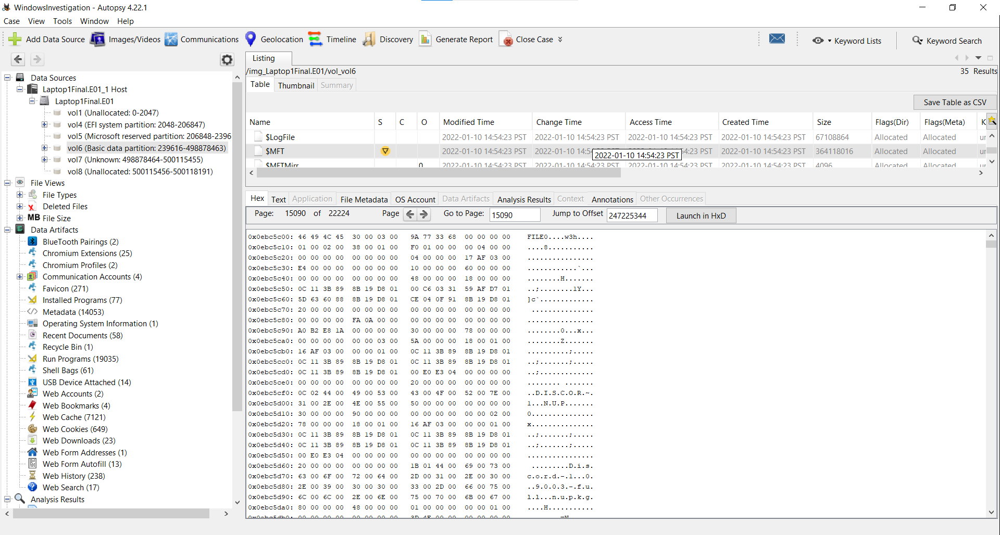 WindowsInvestigation - Autopsy 4.22.1
Case View Tools Window Help
Add Data Source Images/Videos Communications Geolocation Timeline Discovery Generate Report Close Case Keyword Lists Keyword Search
Listing
/img_Laptop1Final.E01/vol_vol6 35 Results
Table Thumbnail Summary
Save Table as CSV
Name S C O Modified Time Change Time Access Time Created Time Size Flags(Dir) Flags(Meta) K
$LogFile 2022-01-10 14:54:23 PST 2022-01-10 14:54:23 PST 2022-01-10 14:54:23 PST 2022-01-10 14:54:23 PST 67108864 Allocated Allocated
$MFT 2022-01-10 14:54:23 PST 2022-01-10 14:54:23 PST 2022-01-10 14:54:23 PST 364118016 Allocated Allocated
2022-01-10 14:54:23 PST
$MFTMirr 0 2022-01-10 14:54:23 PST 2022-01-10 14:54:23 PST 2022-01-10 14:54:23 PST 2022-01-10 14:54:23 PST 4096 Allocated Allocated
Data Sources
Laptop1Final.E01_1 Host
Laptop1Final.E01
vol1 (Unallocated: 0-2047)
vol4 (EFI system partition: 2048-206847)
vol5 (Microsoft reserved partition: 206848-2396
vol6 (Basic data partition: 239616-498878463)
vol7 (Unknown: 498878464-500115455)
vol8 (Unallocated: 500115456-500118191)
File Views
File Types
Deleted Files
MB File Size
Data Artifacts
BlueTooth Pairings (2)
Chromium Extensions (25)
Chromium Profiles (2)
Communication Accounts (4)
Favicon (271)
Installed Programs (77)
Metadata (14053)
Operating System Information (1)
Recent Documents (58)
Recycle Bin (1)
Run Programs (19035)
Shell Bags (61)
USB Device Attached (14)
Web Accounts (2)
Web Bookmarks (4)
Web Cache (7121)
Web Cookies (649)
Web Downloads (23)
Web Form Addresses (1)
Web Form Autofill (13)
Web History (238)
Web Search (17)
Analysis Results
Hex Text Application File Metadata OS Account Data Artifacts Analysis Results Context Annotations Other Occurrences
Page: 15090 of 22224 Page Go to Page: 15090 Jump to Offset 247225344 Launch in HxD
0x0ebc5c00: 46 49 4C 45 30 00 03 00 9A 77 33 68 00 00 00 00 FILE0....w3h....
0x0ebc5c10: 01 00 02 00 38 00 01 00 F0 01 00 00 00 04 00 00 ....8...........
0x0ebc5c20: 00 00 00 00 00 00 00 00 04 00 00 00 17 AF 03 00 ................
0x0ebc5c30: E4 00 00 00 00 00 00 00 10 00 00 00 60 00 00 00 ............`...
0x0ebc5c40: 00 00 00 00 00 00 00 00 48 00 00 00 18 00 00 00 ........H.......
0x0ebc5c50: 0C 11 3B 89 8B 19 D8 01 00 C6 03 31 59 AF D7 01 ..;........1Y...
0x0ebc5c60: 5D 63 60 88 8B 19 D8 01 CE 04 0F 91 8B 19 D8 01 ]c`.............
0x0ebc5c70: 20 00 00 00 00 00 00 00 00 00 00 00 00 00 00 00 ...............
0x0ebc5c80: 00 00 00 00 FA 0A 00 00 00 00 00 00 00 00 00 00 ................
0x0ebc5c90: A0 B2 E8 1A 00 00 00 00 30 00 00 00 78 00 00 00 ........0...x...
0x0ebc5ca0: 00 00 00 00 00 00 03 00 5A 00 00 00 18 00 01 00 ........Z.......
0x0ebc5cb0: 16 AF 03 00 00 00 01 00 0C 11 3B 89 8B 19 D8 01 ..........;.....
0x0ebc5cc0: 0C 11 3B 89 8B 19 D8 01 0C 11 3B 89 8B 19 D8 01 ..;.......;.....
0x0ebc5cd0: 0C 11 3B 89 8B 19 D8 01 00 E0 E3 04 00 00 00 00 ..;.............
0x0ebc5ce0: 00 00 00 00 00 00 00 00 20 00 00 00 00 00 00 00 ........ .......
0x0ebc5cf0: 0C 02 44 00 49 00 53 00 43 00 4F 00 52 00 7E 00 ..D.I.S.C.O.R.~.
0x0ebc5d00: 31 00 2E 00 4E 00 55 00 50 00 00 00 00 00 00 00 1...N.U.P.......
0x0ebc5d10: 30 00 00 00 90 00 00 00 00 00 00 00 00 00 02 00 0...............
0x0ebc5d20: 78 00 00 00 18 00 01 00 16 AF 03 00 00 00 01 00 x...............
0x0ebc5d30: 0C 11 3B 89 8B 19 D8 01 0C 11 3B 89 8B 19 D8 01 ..;.......;.....
0x0ebc5d40: 0C 11 3B 89 8B 19 D8 01 0C 11 3B 89 8B 19 D8 01 ..;.......;.....
0x0ebc5d50: 00 E0 E3 04 00 00 00 00 00 00 00 00 00 00 00 00 ................
0x0ebc5d60: 20 00 00 00 00 00 00 00 1B 01 44 00 69 00 73 00 .........D.i.s.
0x0ebc5d70: 63 00 6F 00 72 00 64 00 2D 00 31 00 2E 00 30 00 c.o.r.d.-.1...0.
0x0ebc5d80: 2E 00 39 00 30 00 30 00 33 00 2D 00 66 00 75 00 ..9.0.0.3.-.f.u.
0x0ebc5d90: 6C 00 6C 00 2E 00 6E 00 75 00 70 00 6B 00 67 00 l.l...n.u.p.k.g.
0x0ebc5da0: 80 00 00 00 48 00 00 00 01 00 00 00 00 00 01 00 ....H...........